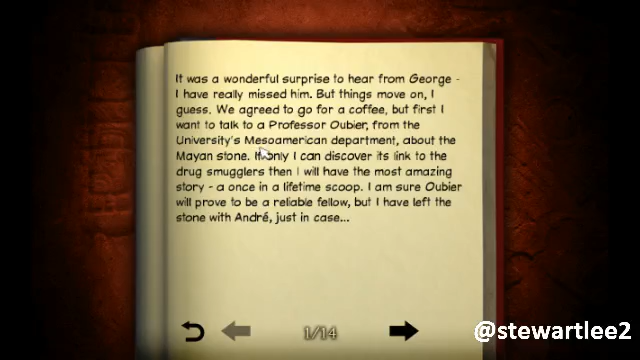 It was a wonderful surprise to hear from George -
I have really missed him. But things move on, I
guess. We agreed to go for a coffee, but first I
want to talk to a Professor Oubier, from the
University's Mesoamerican department, about the
Mayan stone. If only I can discover its link to the
drug smugglers then I will have the most amazing
story - a once in a lifetime scoop. I am sure Oubier
will prove to be a reliable fellow, but I have left the
stone with André, just in case...
1/14
@stewartlee2